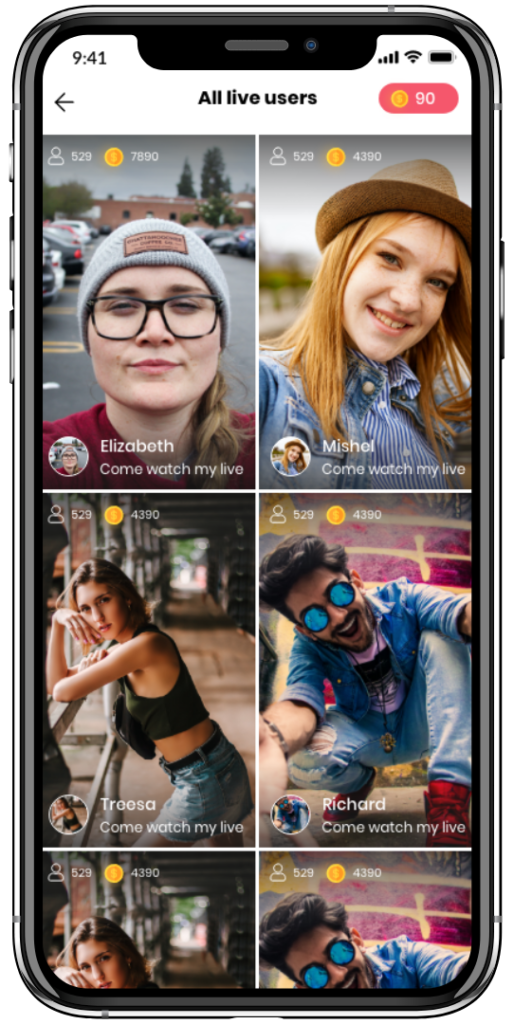 9:41
All live users
90
529 7890
529 4390
Elizabeth
Come watch my live
Mishel
Come watch my live
529 4390
529 4390
Treesa
Come watch my live
Richard
Come watch my live
529 4390
529 4390